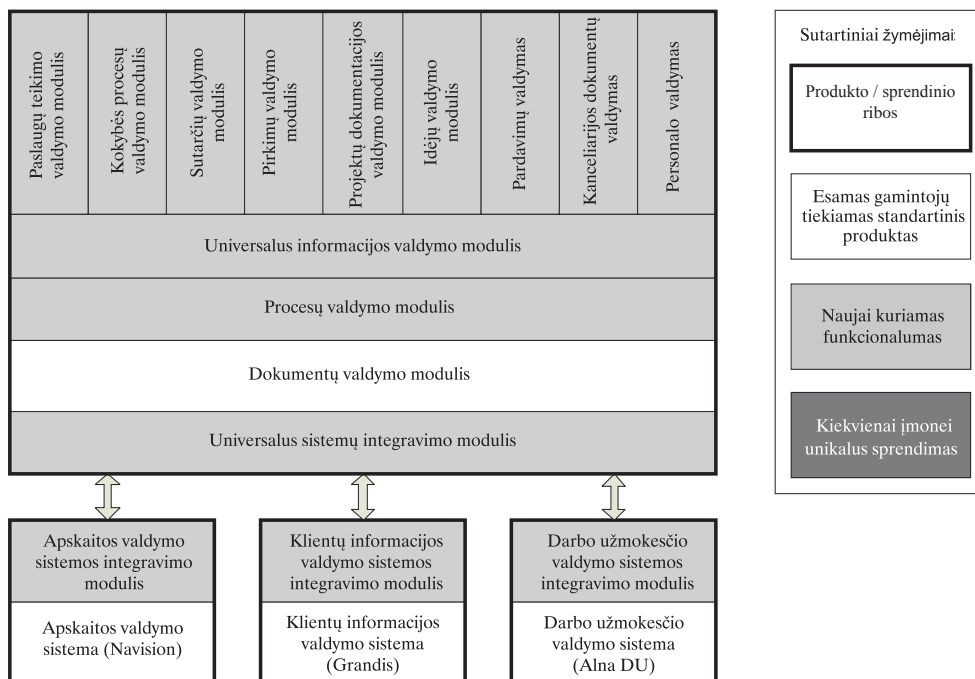 Paslaugų teikimo
valdymo modulis
Kokybės procesų
valdymo modulis
Sutarčių valdymo
modulis
Pirkimų valdymo
modulis
Projektų dokumentacijos
valdymo modulis
Idėjų valdymo
modulis
Pardavimų valdymas
Kanceliarijos dokumentų
valdymas
Personalo valdymas
Universalus informacijos valdymo modulis
Procesų valdymo modulis
Dokumentų valdymo modulis
Universalus sistemų integravimo modulis
Apskaitos valdymo
sistemos integravimo
modulis
Apskaitos valdymo
sistema (Navision)
Klientų informacijos
valdymo sistemos
integravimo modulis
Klientų informacijos
valdymo sistema
(Grandis)
Darbo užmokesčio
valdymo sistemos
integravimo modulis
Darbo užmokesčio
valdymo sistema
(Alna DU)
Sutartiniai žymėjimai:
Produkto / sprendinio
ribos
Esamas gamintojų
tiekiamas standartinis
produktas
Naujai kuriamas
funkcionalumas
Kiekvienai įmonei
unikalus sprendimas